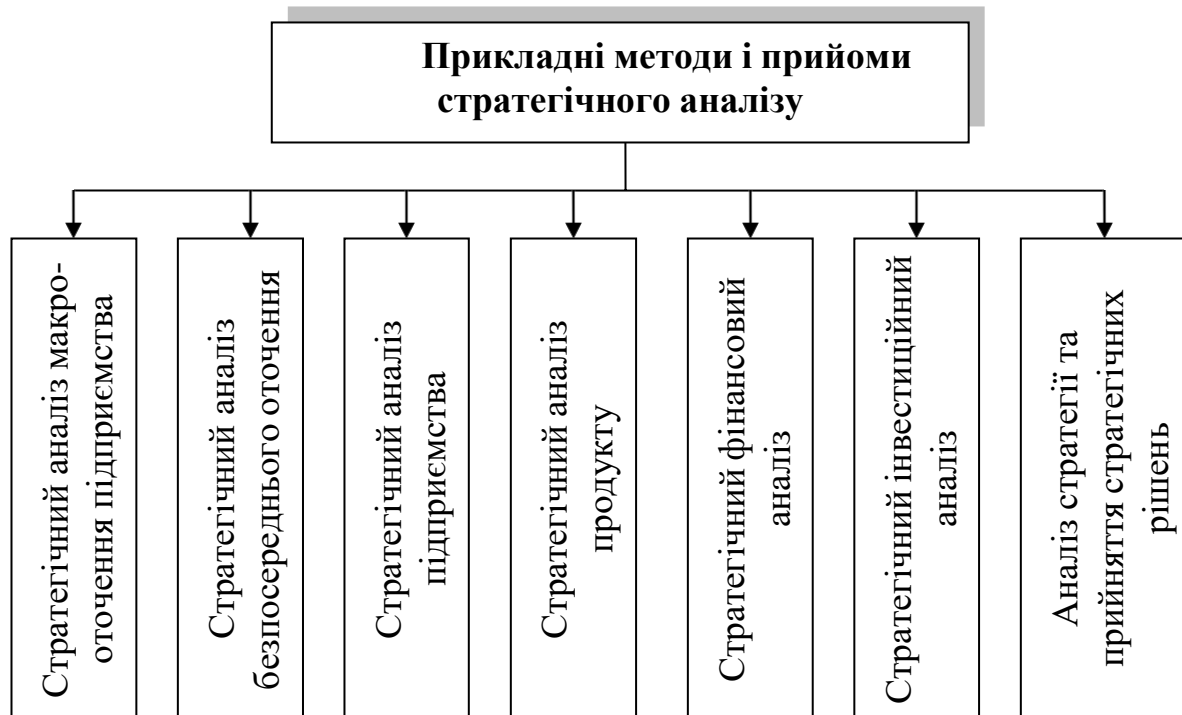 Прикладні методи і прийоми
стратегічного аналізу
Стратегічний аналіз макро-
оточення підприємства
Стратегічний аналіз
безпосереднього оточення
Стратегічний аналіз
підприємства
Стратегічний аналіз
продукту
Стратегічний фінансовий
аналіз
Стратегічний інвестиційний
аналіз
Аналіз стратегії та
прийняття стратегічних
рішень